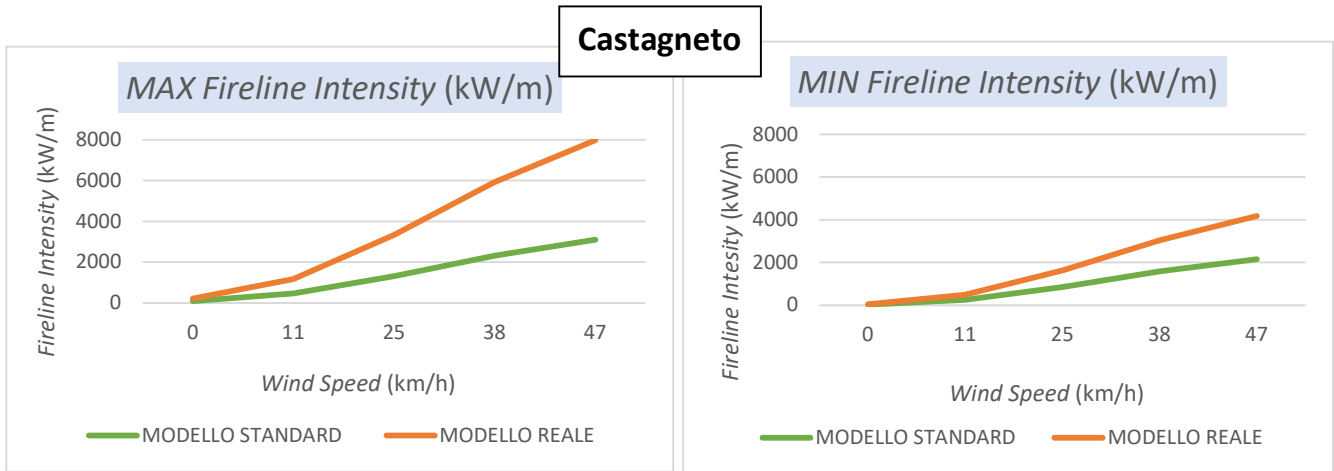 Castagneto
MAX Fireline Intensity (kW/m)
Fireline Intensity (kW/m)
8000
6000
4000
2000
0
0 11 25 38 47
Wind Speed (km/h)
MODELLO STANDARD MODELLO REALE
MIN Fireline Intensity (kW/m)
Fireline Intesity (kW/m)
8000
6000
4000
2000
0
0 11 25 38 47
Wind Speed (km/h)
MODELLO STANDARD MODELLO REALE